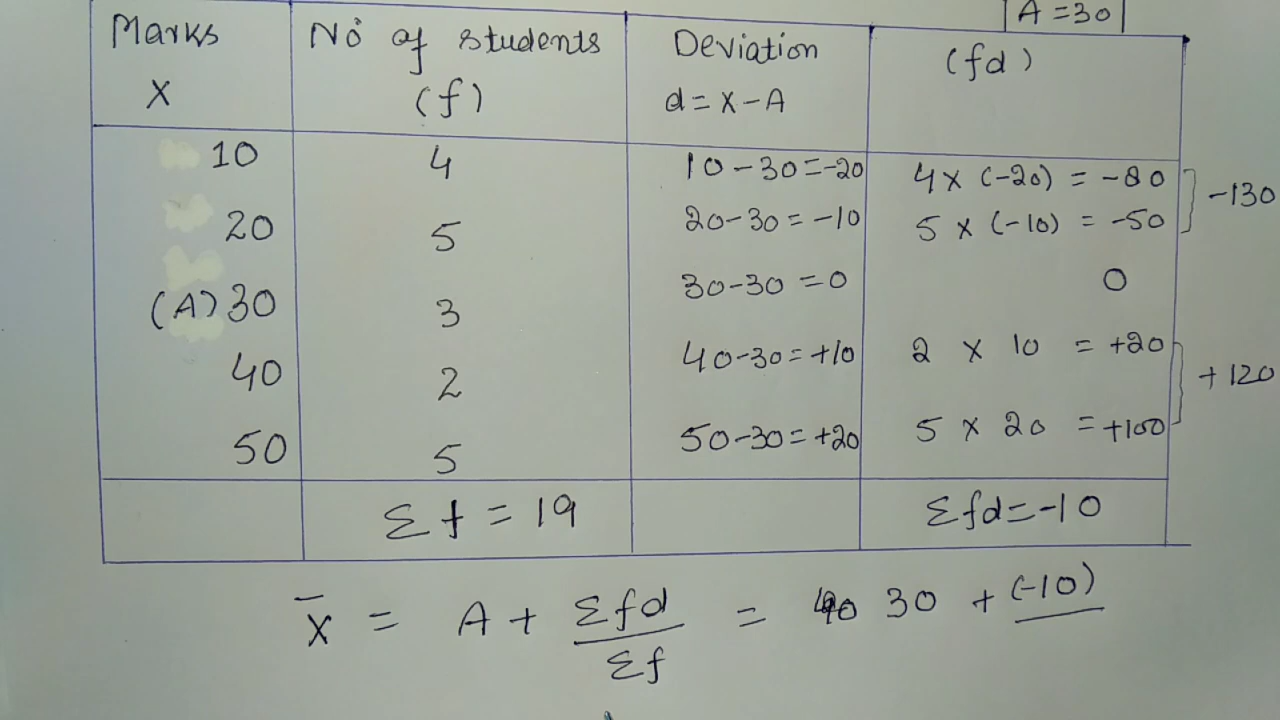 A = 30
Marks X
No of students (f)
Deviation d = X - A
(fd)
10 4 10 - 30 = -20 4 x (-20) = -80
20 5 20 - 30 = -10 5 x (-10) = -50
-130
(A) 30 3 30 - 30 = 0 0
40 2 40 - 30 = +10 2 x 10 = +20
50 5 50 - 30 = +20 5 x 20 = +100
+120
Σf = 19 Σfd = -10
X̄ = A + Σfd / Σf = 30 + (-10)